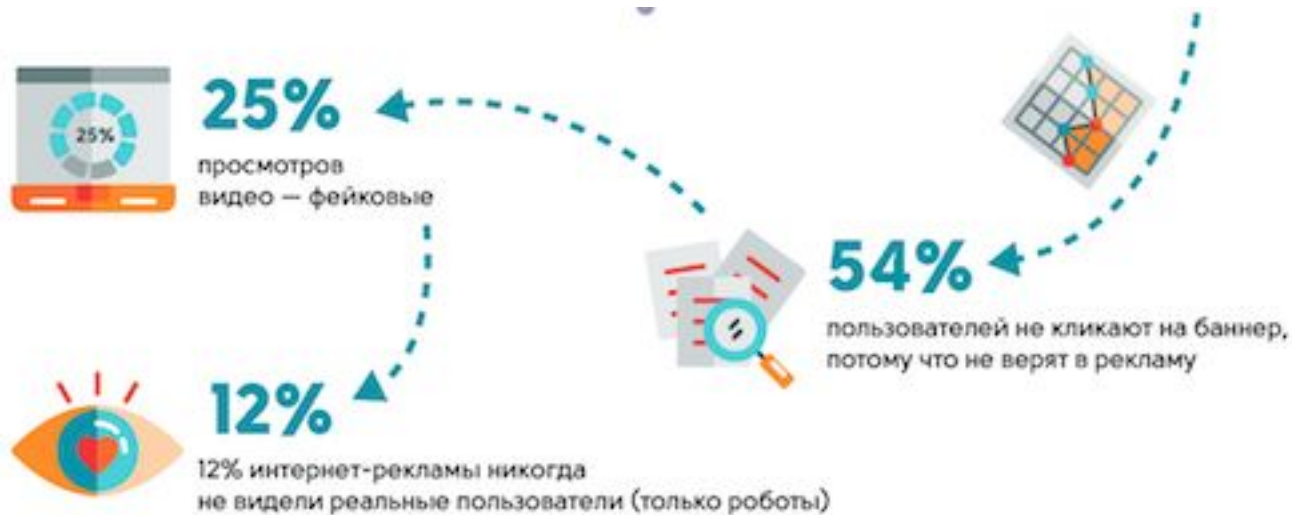 54%
пользователей не кликают на баннер,
потому что не верят в рекламу
25%
25%
просмотров
видео — фейковые
12%
12% интернет-рекламы никогда
не видели реальные пользователи (только роботы)